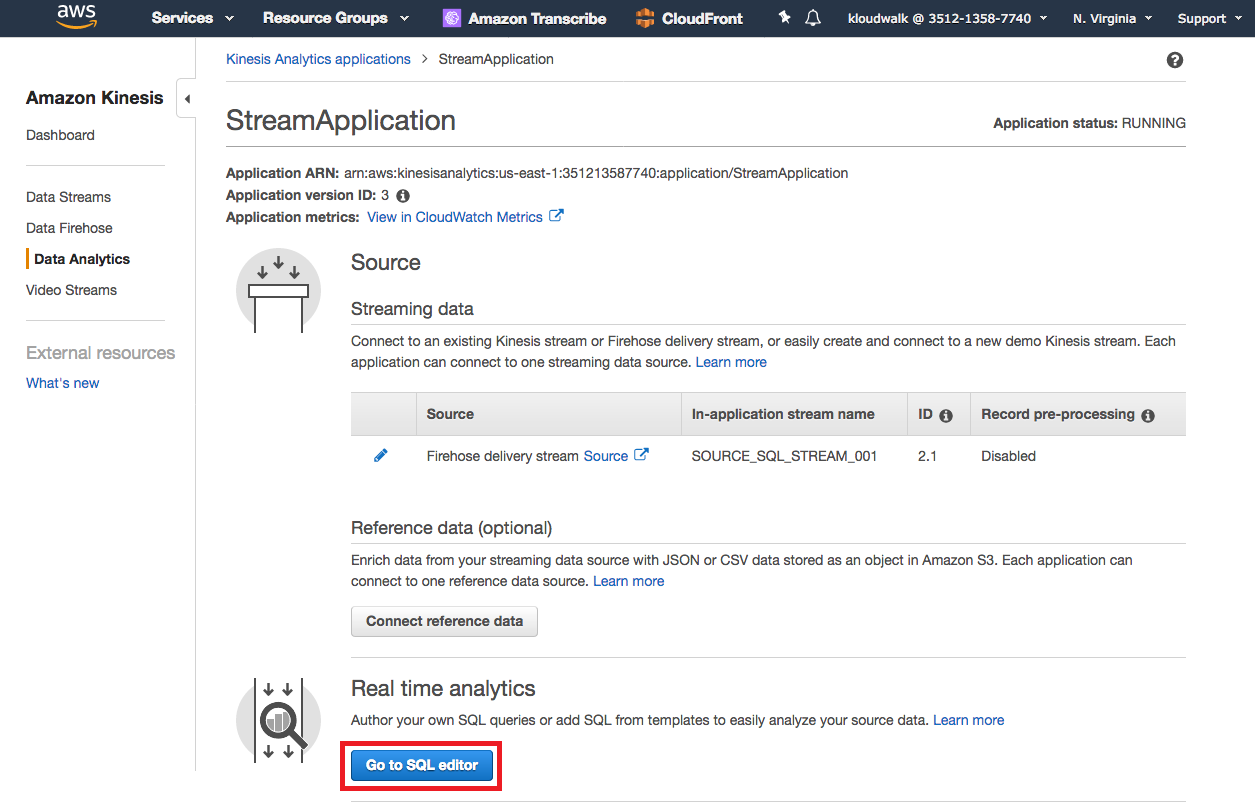 aws Services Resource Groups Amazon Transcribe CloudFront kloudwalk @ 3512-1358-7740 N. Virginia Support
Amazon Kinesis
Dashboard
Data Streams
Data Firehose
Data Analytics
Video Streams
External resources
What's new
Kinesis Analytics applications > StreamApplication
StreamApplication
Application status: RUNNING
Application ARN: arn:aws:kinesisanalytics:us-east-1:351213587740:application/StreamApplication
Application version ID: 3
Application metrics: View in CloudWatch Metrics
Source
Streaming data
Connect to an existing Kinesis stream or Firehose delivery stream, or easily create and connect to a new demo Kinesis stream. Each
application can connect to one streaming data source. Learn more
Source In-application stream name ID Record pre-processing
Firehose delivery stream Source SOURCE_SQL_STREAM_001 2.1 Disabled
Reference data (optional)
Enrich data from your streaming data source with JSON or CSV data stored as an object in Amazon S3. Each application can
connect to one reference data source. Learn more
Connect reference data
Real time analytics
Author your own SQL queries or add SQL from templates to easily analyze your source data. Learn more
Go to SQL editor